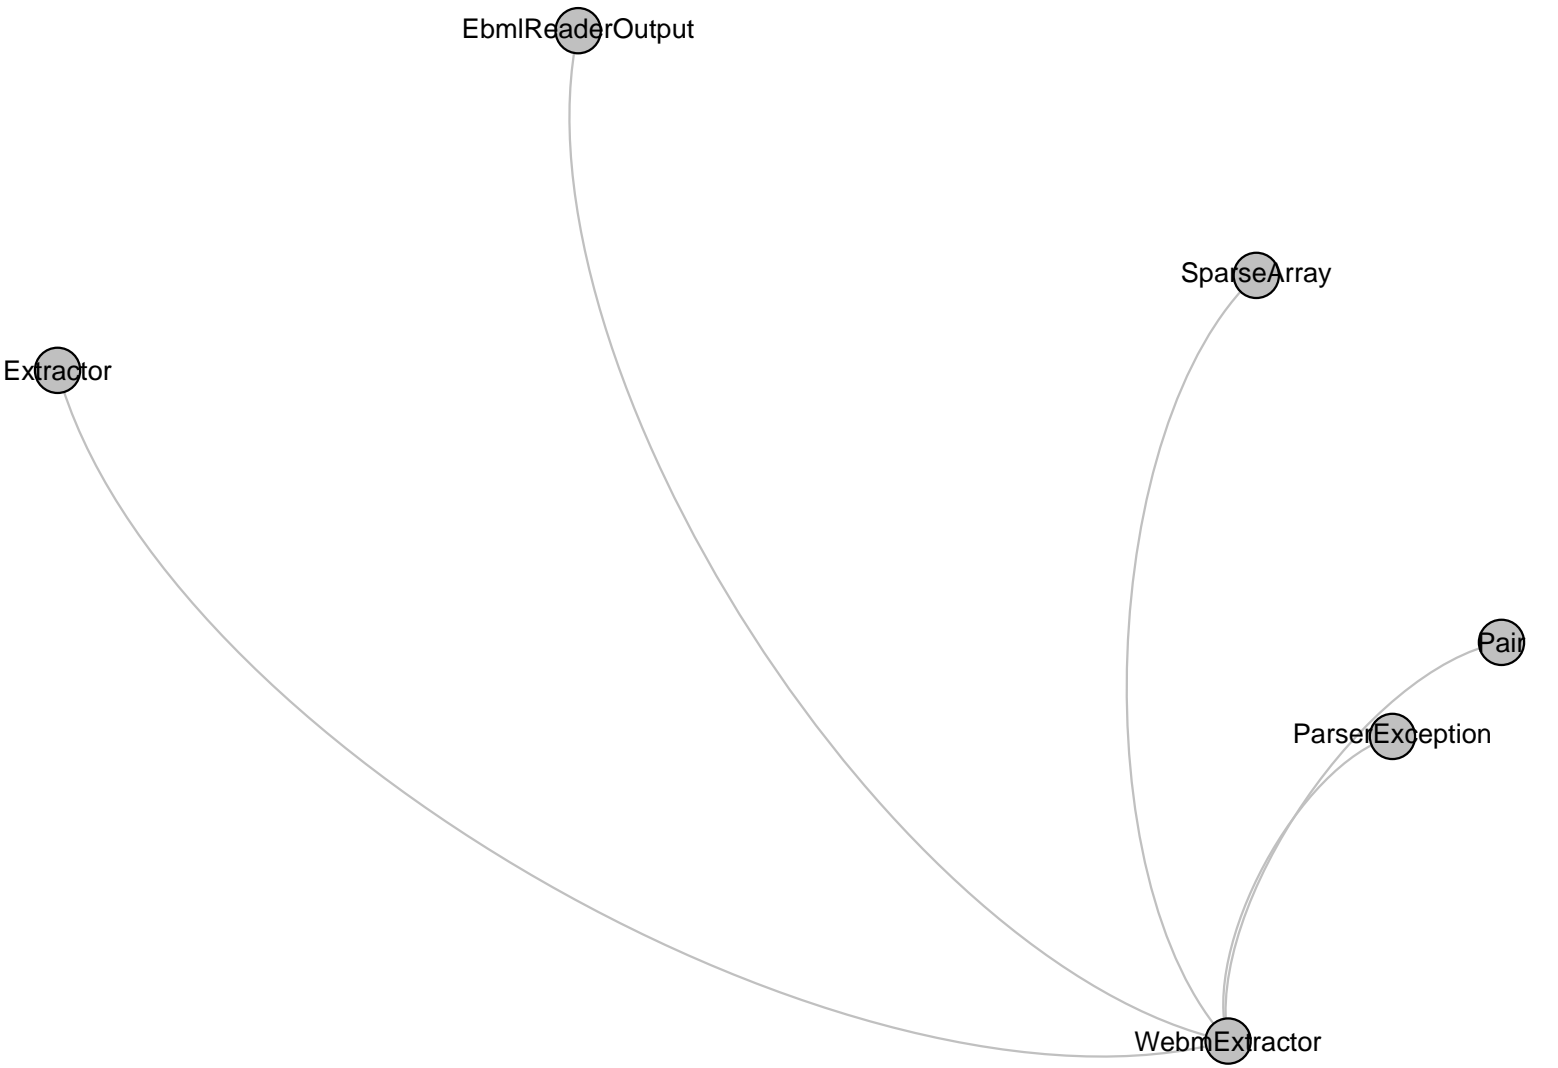 EbmlReaderOutput
SparseArray
Extractor
Pair
ParserException
WebmExtractor